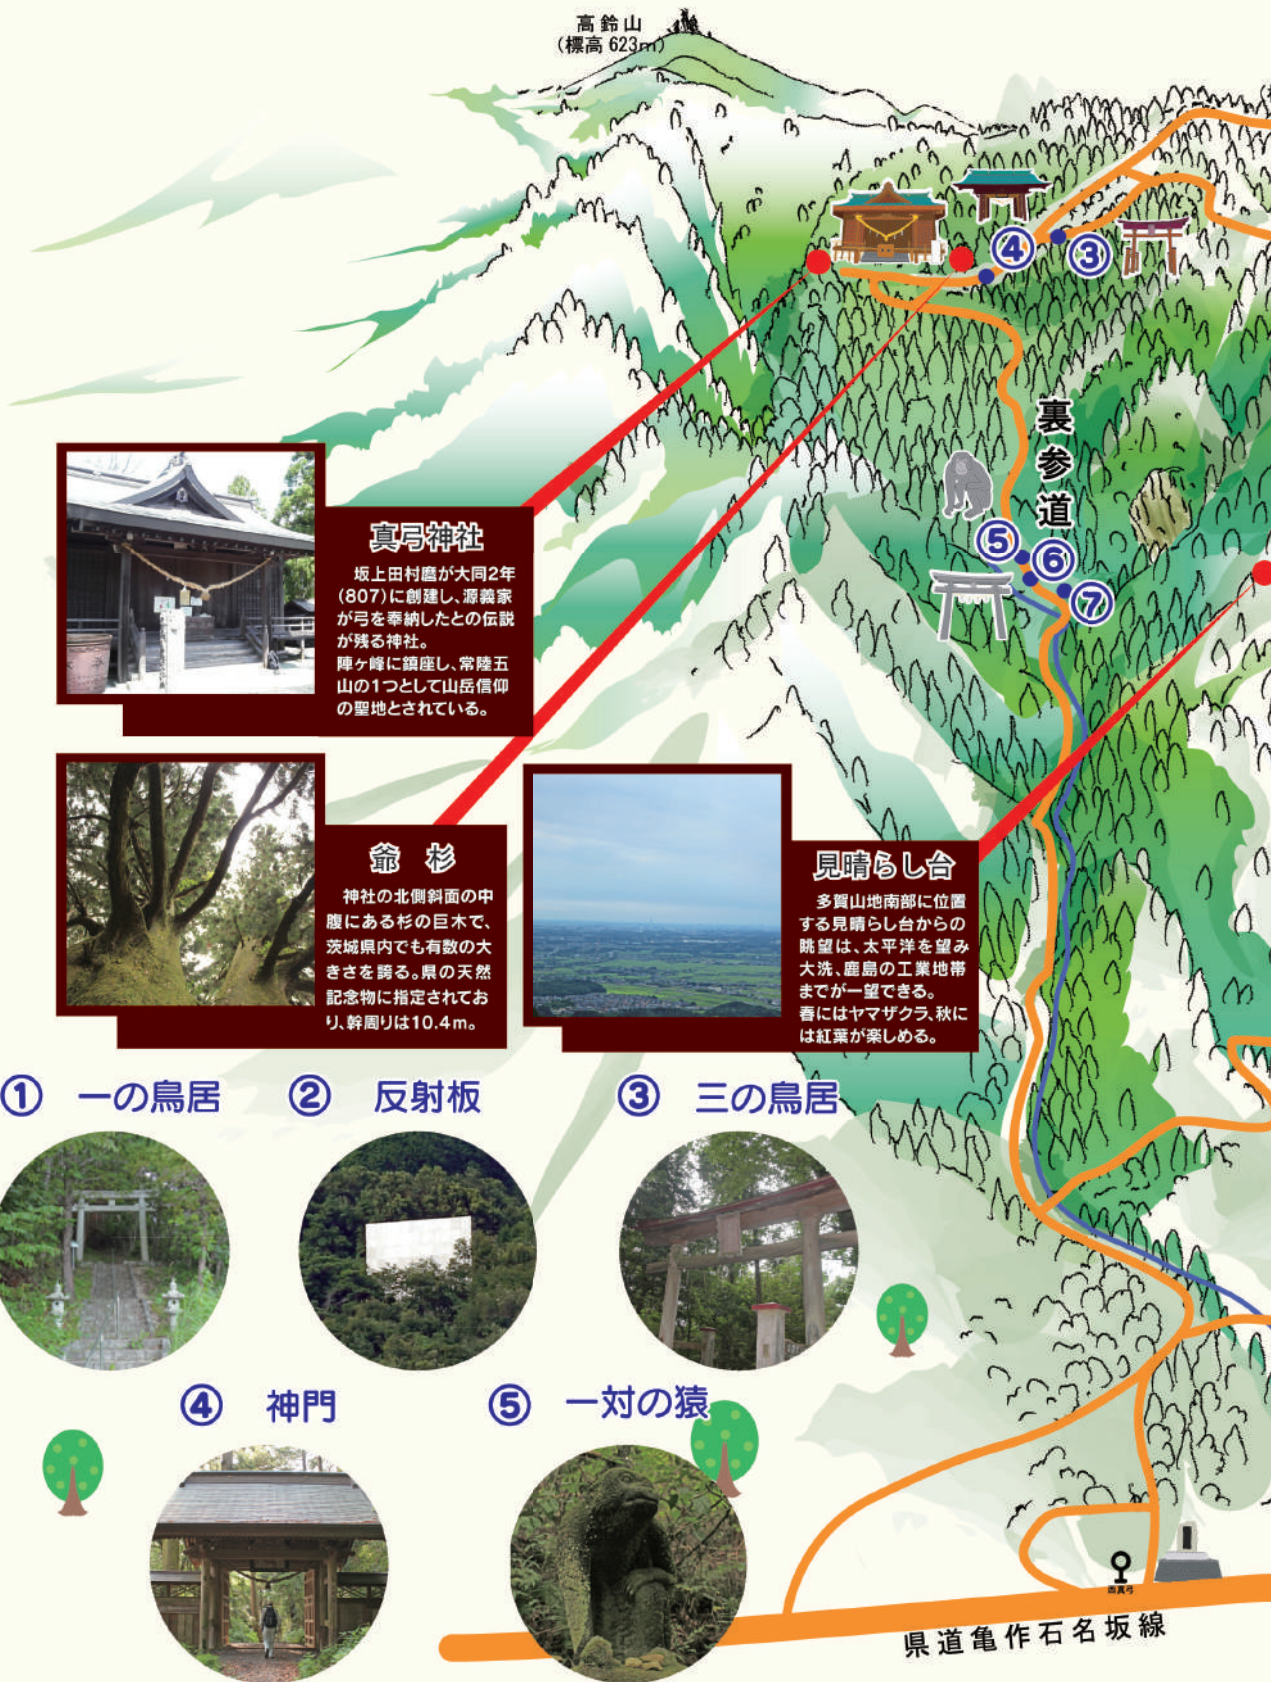 高鈴山
(標高 623m)
④
③
裏参道
⑤
⑥
⑦
真弓神社
坂上田村麿が大同2年
(807)に創建し、源義家
が弓を奉納したとの伝説
が残る神社。
陣ヶ峰に鎮座し、常陸五
山の1つとして山岳信仰
の聖地とされている。
爺 杉
神社の北側斜面の中
腹にある杉の巨木で、
茨城県内でも有数の大
きさを誇る。県の天然
記念物に指定されてお
り、幹周りは10.4m。
見晴らし台
多賀山地南部に位置
する見晴らし台からの
眺望は、太平洋を望み
大洗、鹿島の工業地帯
までが一望できる。
春にはヤマザクラ、秋に
は紅葉が楽しめる。
① 一の鳥居
② 反射板
③ 三の鳥居
④ 神門
⑤ 一対の猿
西真弓
県道亀作石名坂線